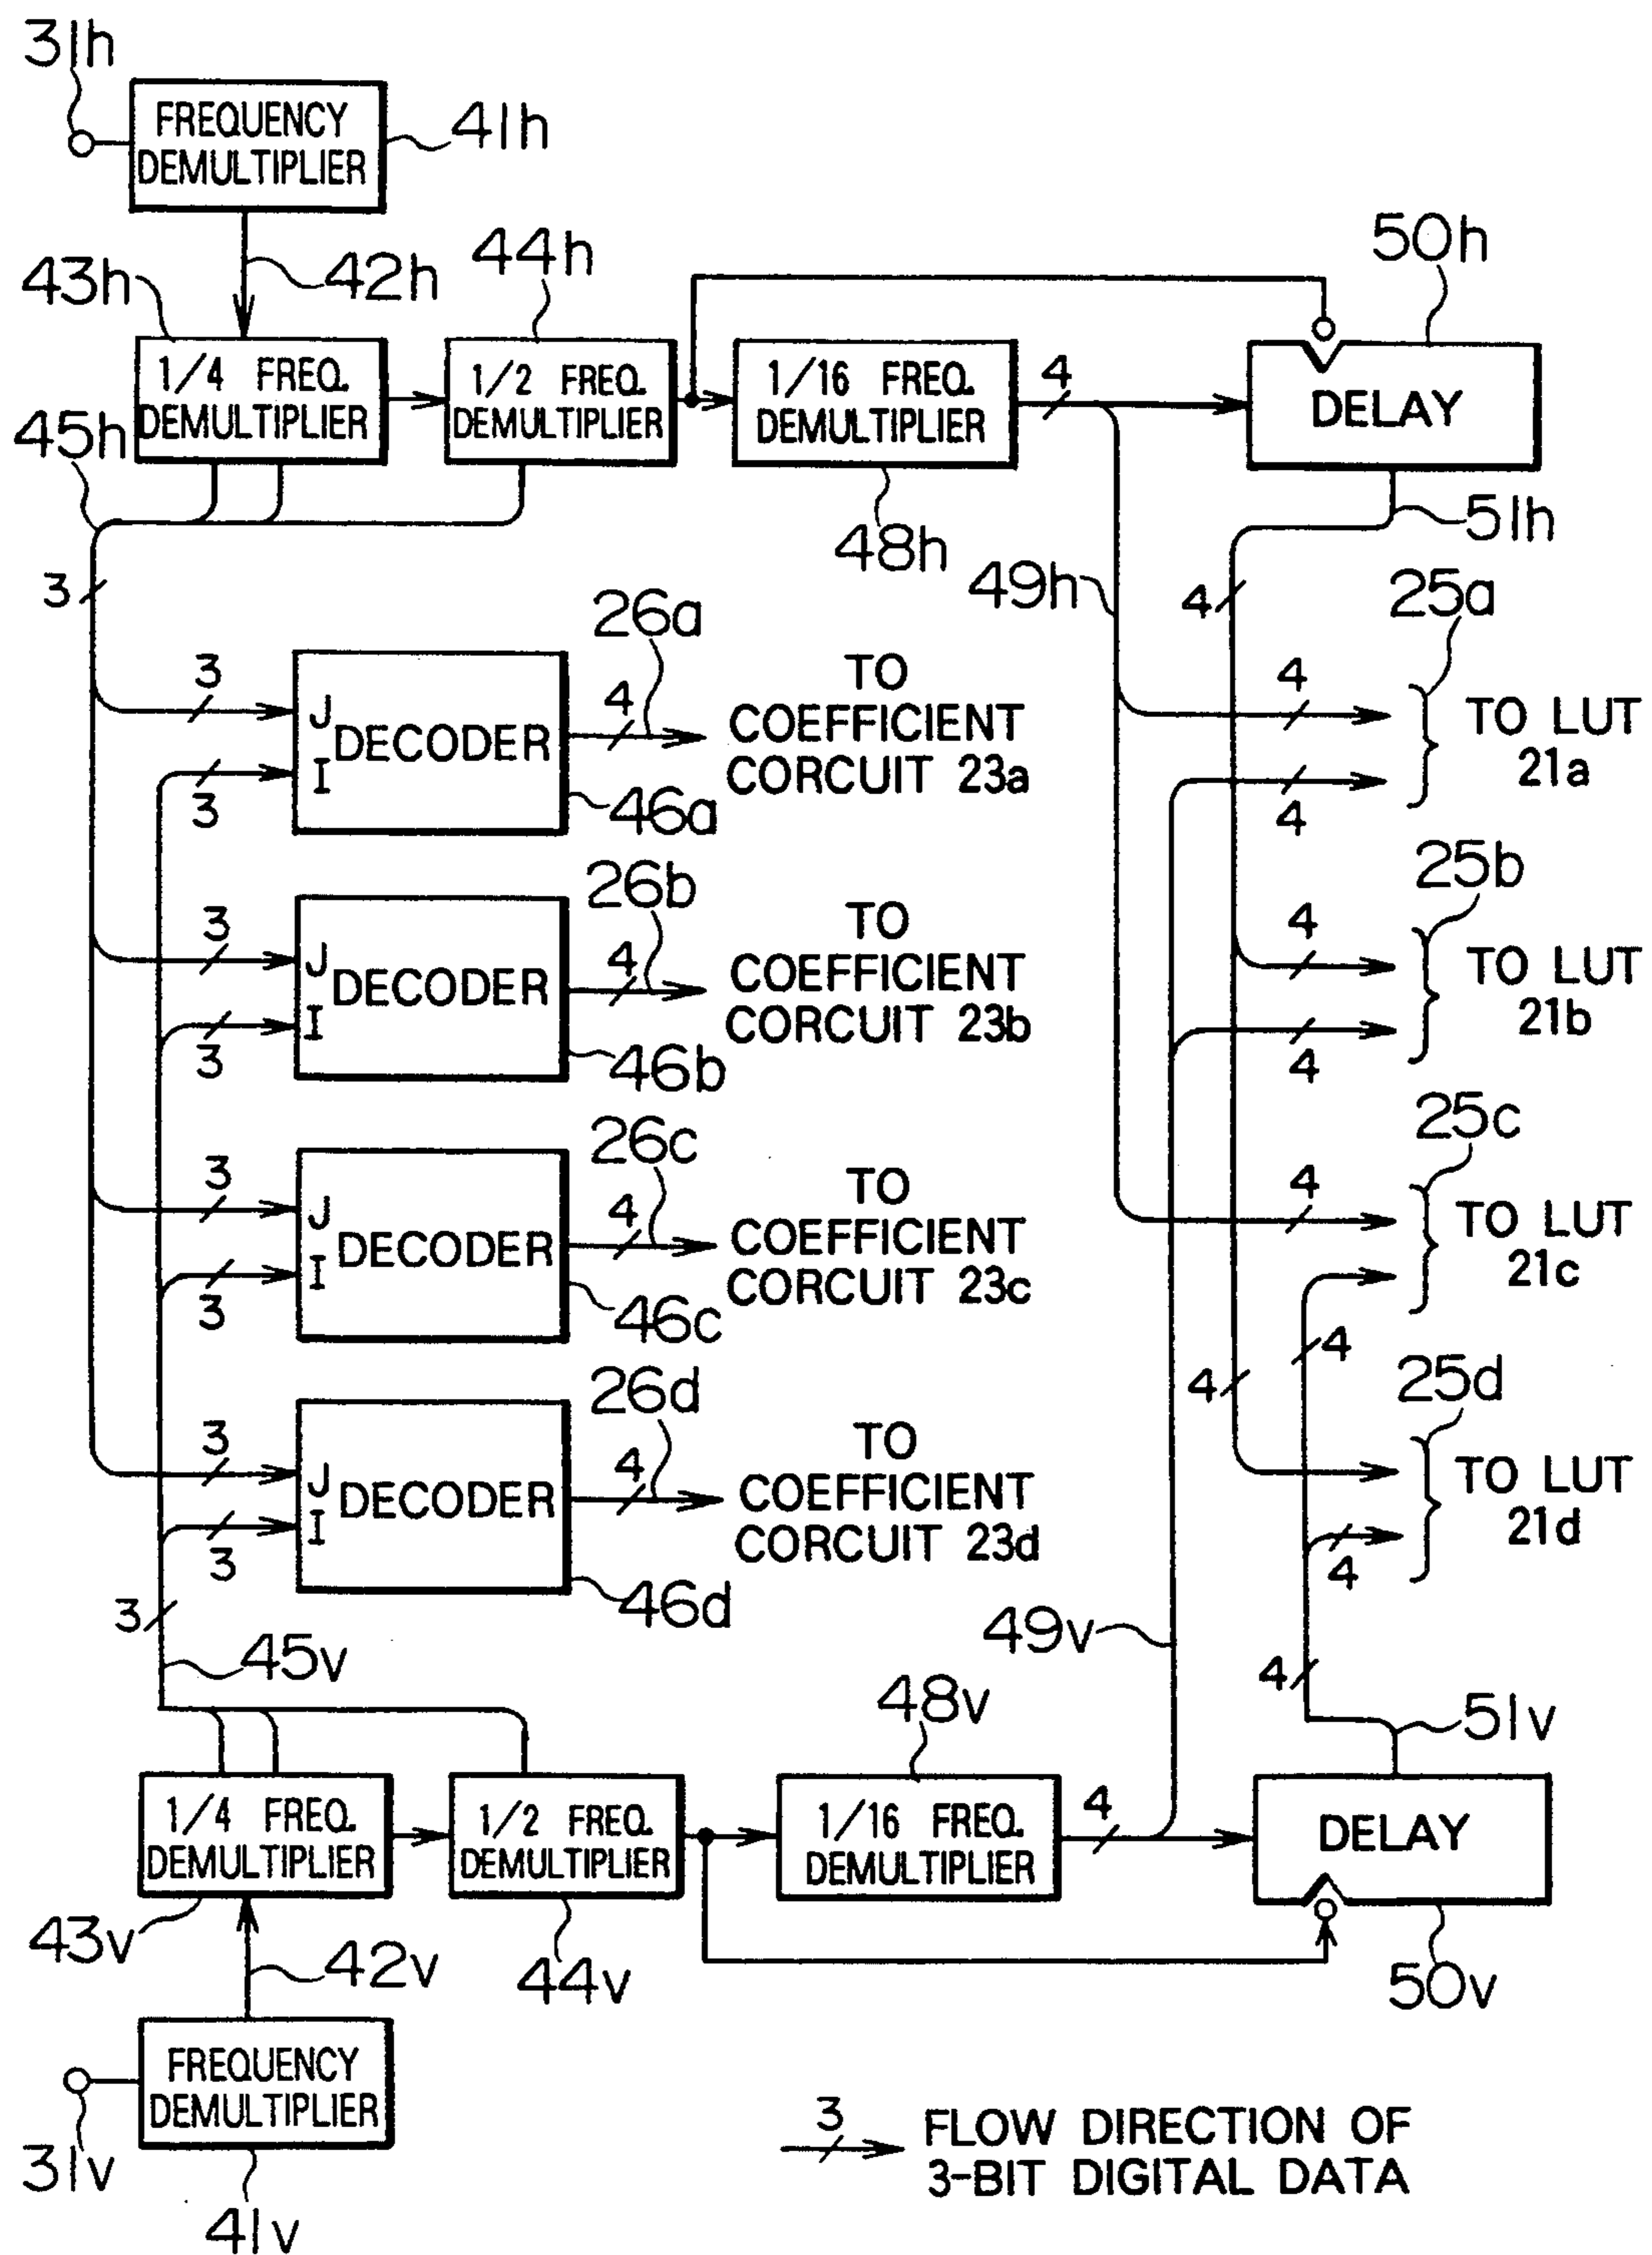 31h
FREQUENCY
DEMULTIPLIER
41h
42h
43h
44h
50h
1/4 FREQ.
DEMULTIPLIER
1/2 FREQ.
DEMULTIPLIER
1/16 FREQ.
DEMULTIPLIER
4
DELAY
45h
48h
51h
49h
3
4
25a
26a
3
J
I
DECODER
3
4
TO
COEFFICIENT
CORCUIT 23a
46a
4
4
TO LUT
21a
26b
25b
3
J
I
DECODER
3
4
TO
COEFFICIENT
CORCUIT 23b
46b
4
4
TO LUT
21b
26c
25c
3
J
I
DECODER
3
4
TO
COEFFICIENT
CORCUIT 23c
46c
4
4
TO LUT
21c
26d
4
25d
3
J
I
DECODER
3
4
TO
COEFFICIENT
CORCUIT 23d
46d
4
TO LUT
21d
3
45v
49v
4
48v
51v
1/4 FREQ.
DEMULTIPLIER
1/2 FREQ.
DEMULTIPLIER
1/16 FREQ.
DEMULTIPLIER
4
DELAY
43v
42v
44v
50v
FREQUENCY
DEMULTIPLIER
31v
41v
3
FLOW DIRECTION OF
3-BIT DIGITAL DATA